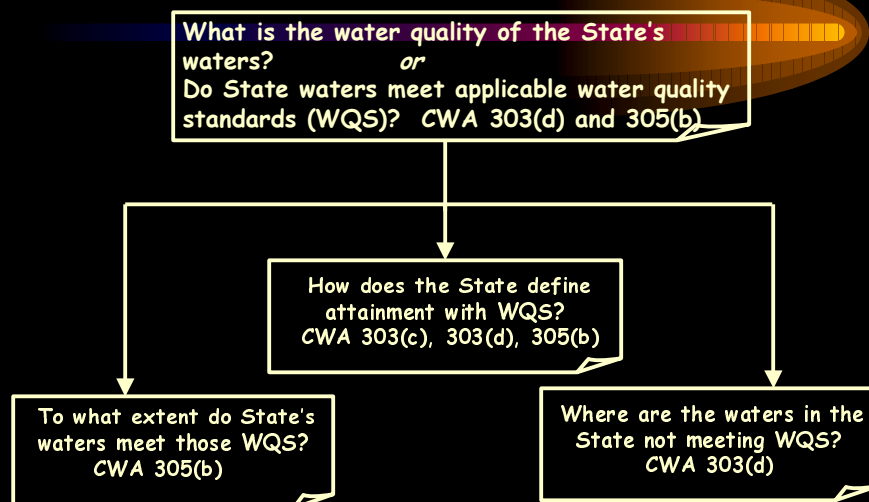 What is the water quality of the State's
waters? or
Do State waters meet applicable water quality
standards (WQS)? CWA 303(d) and 305(b)
How does the State define
attainment with WQS?
CWA 303(c), 303(d), 305(b)
To what extent do State's
waters meet those WQS?
CWA 305(b)
Where are the waters in the
State not meeting WQS?
CWA 303(d)